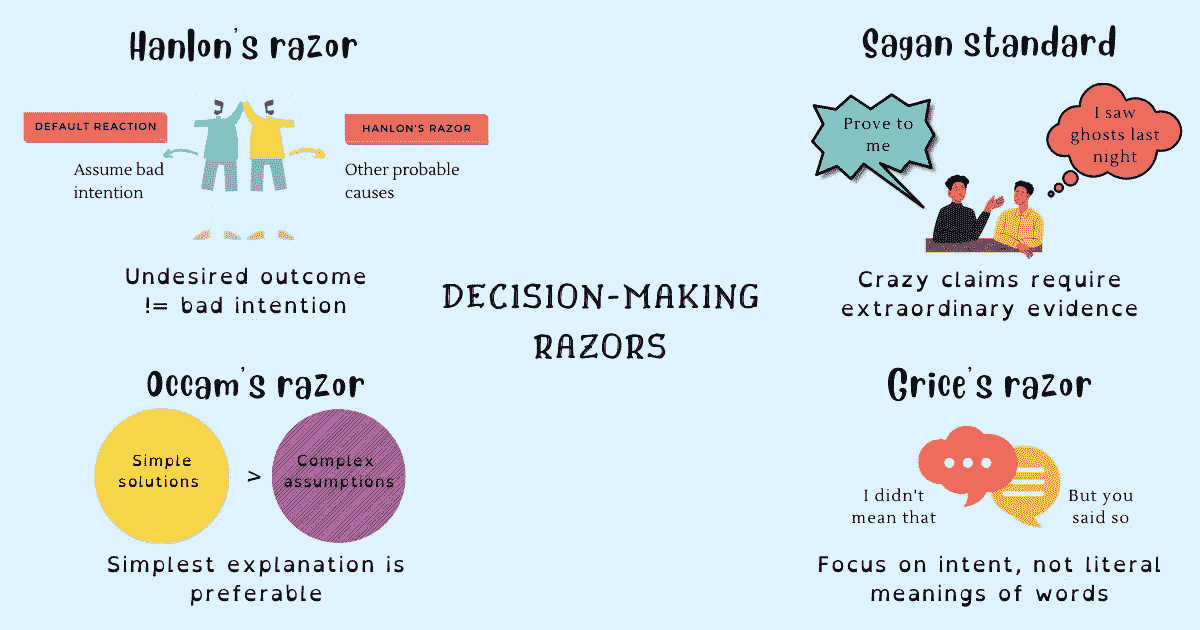 Hanlon's razor
DEFAULT REACTION
HANLON'S RAZOR
Assume bad
intention
Other probable
causes
Undesired outcome
!= bad intention
Sagan standard
Prove to
me
I saw
ghosts last
night
Crazy claims require
extraordinary evidence
DECISION-MAKING
RAZORS
Occam's razor
Simple
solutions
>
Complex
assumptions
Simplest explanation is
preferable
Grice's razor
I didn't
mean that
But you
said so
Focus on intent, not literal
meanings of words